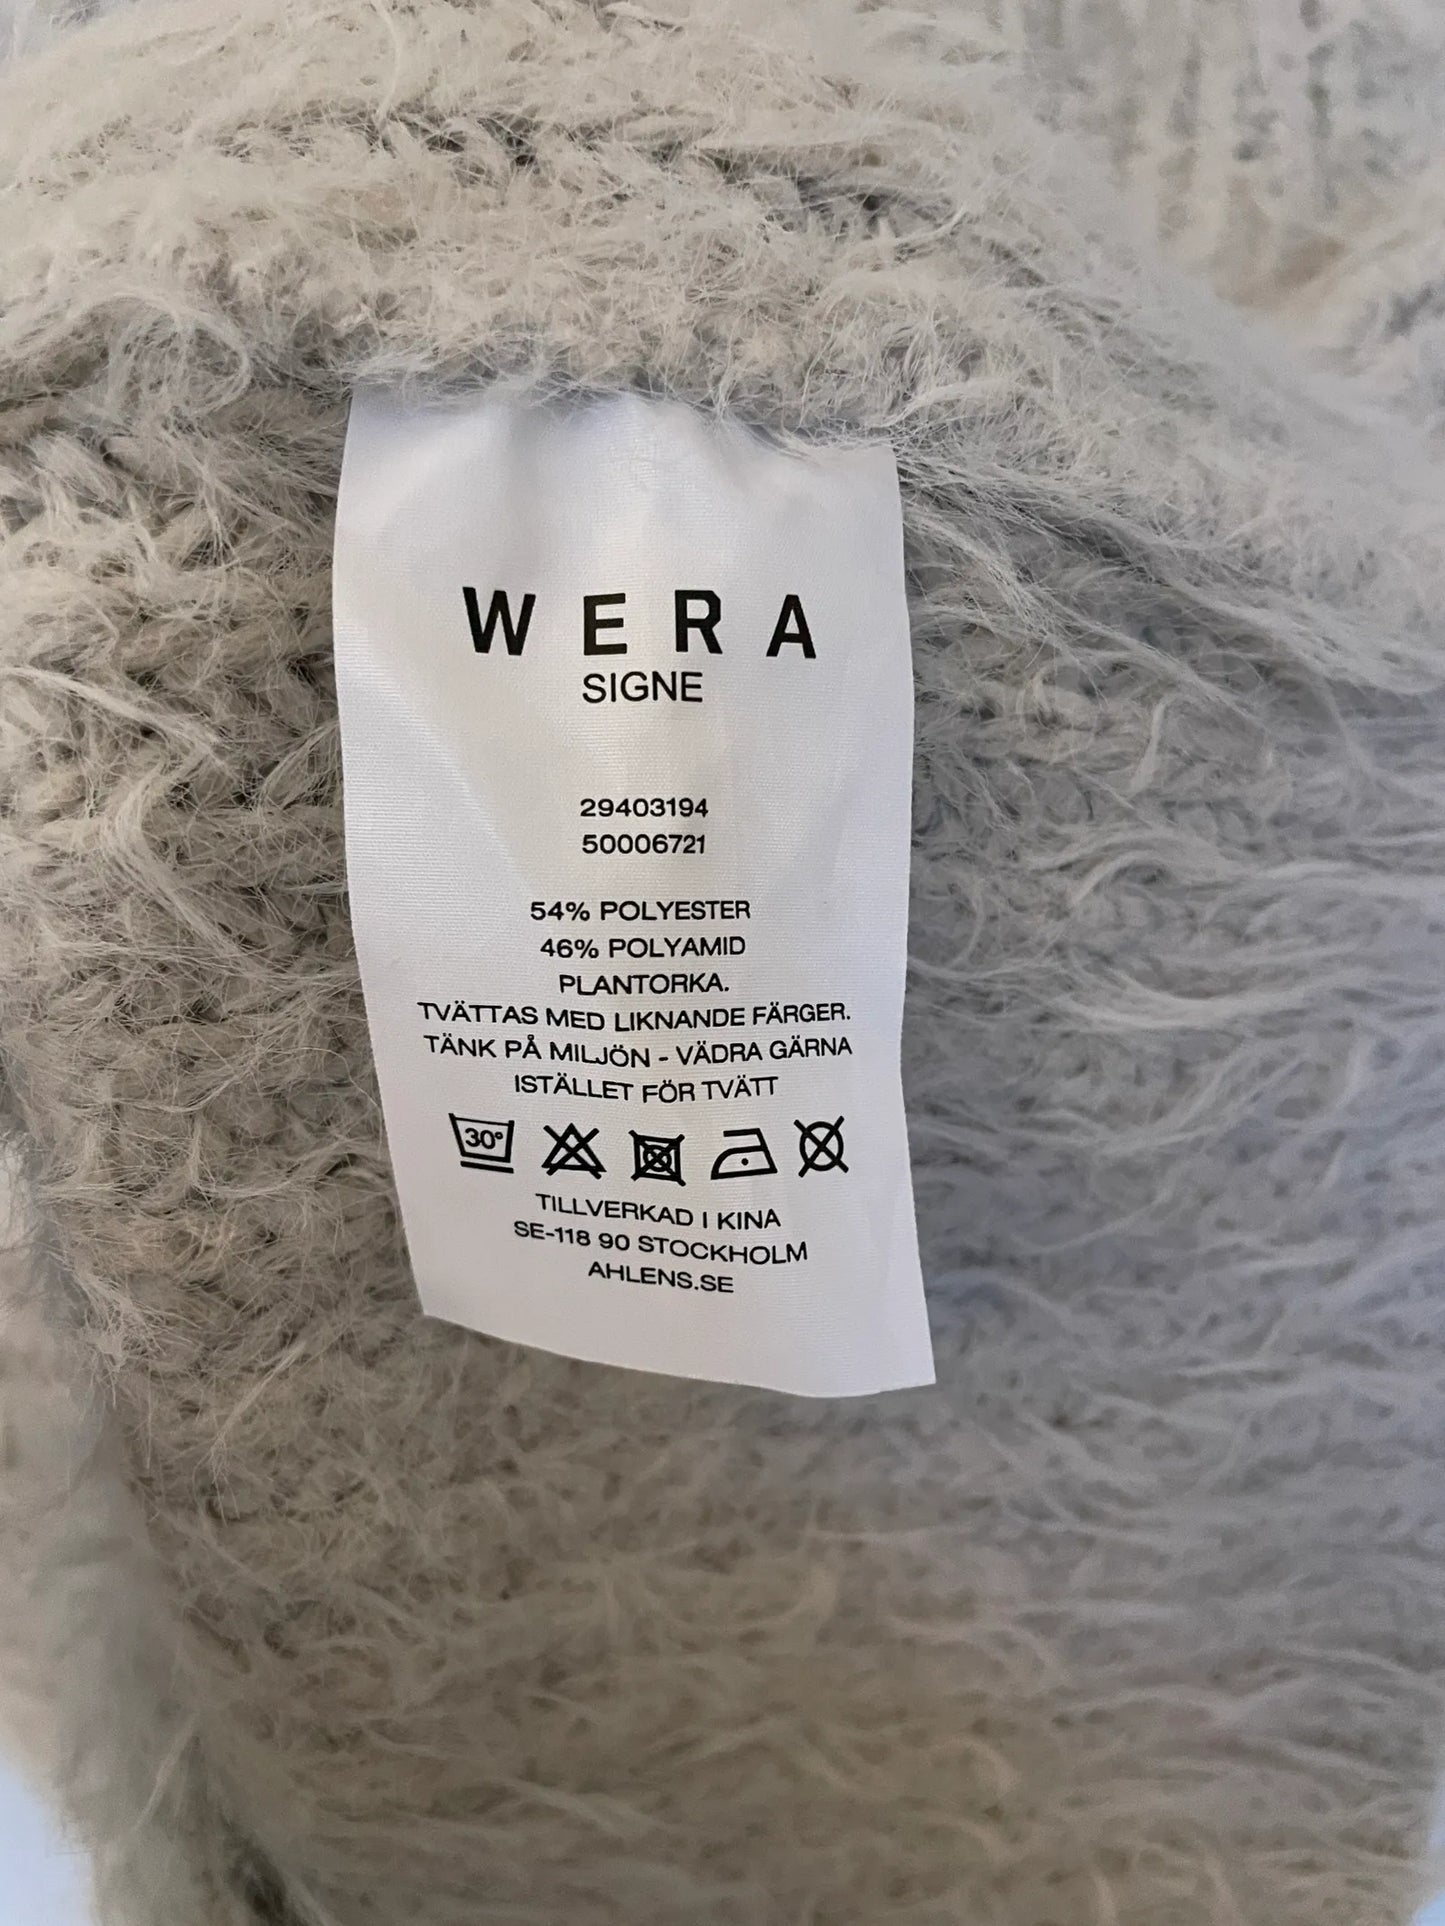 WERA
SIGNE
29403194
50006721
54% POLYESTER
46% POLYAMID
PLANTORKA.
TVÄTTAS MED LIKNANDE FÄRGER.
TÄNK PÅ MILJÖN - VÄDRA GÄRNA
ISTÄLLET FÖR TVÄTT
30°
TILLVERKAD I KINA
SE-118 90 STOCKHOLM
AHLENS.SE